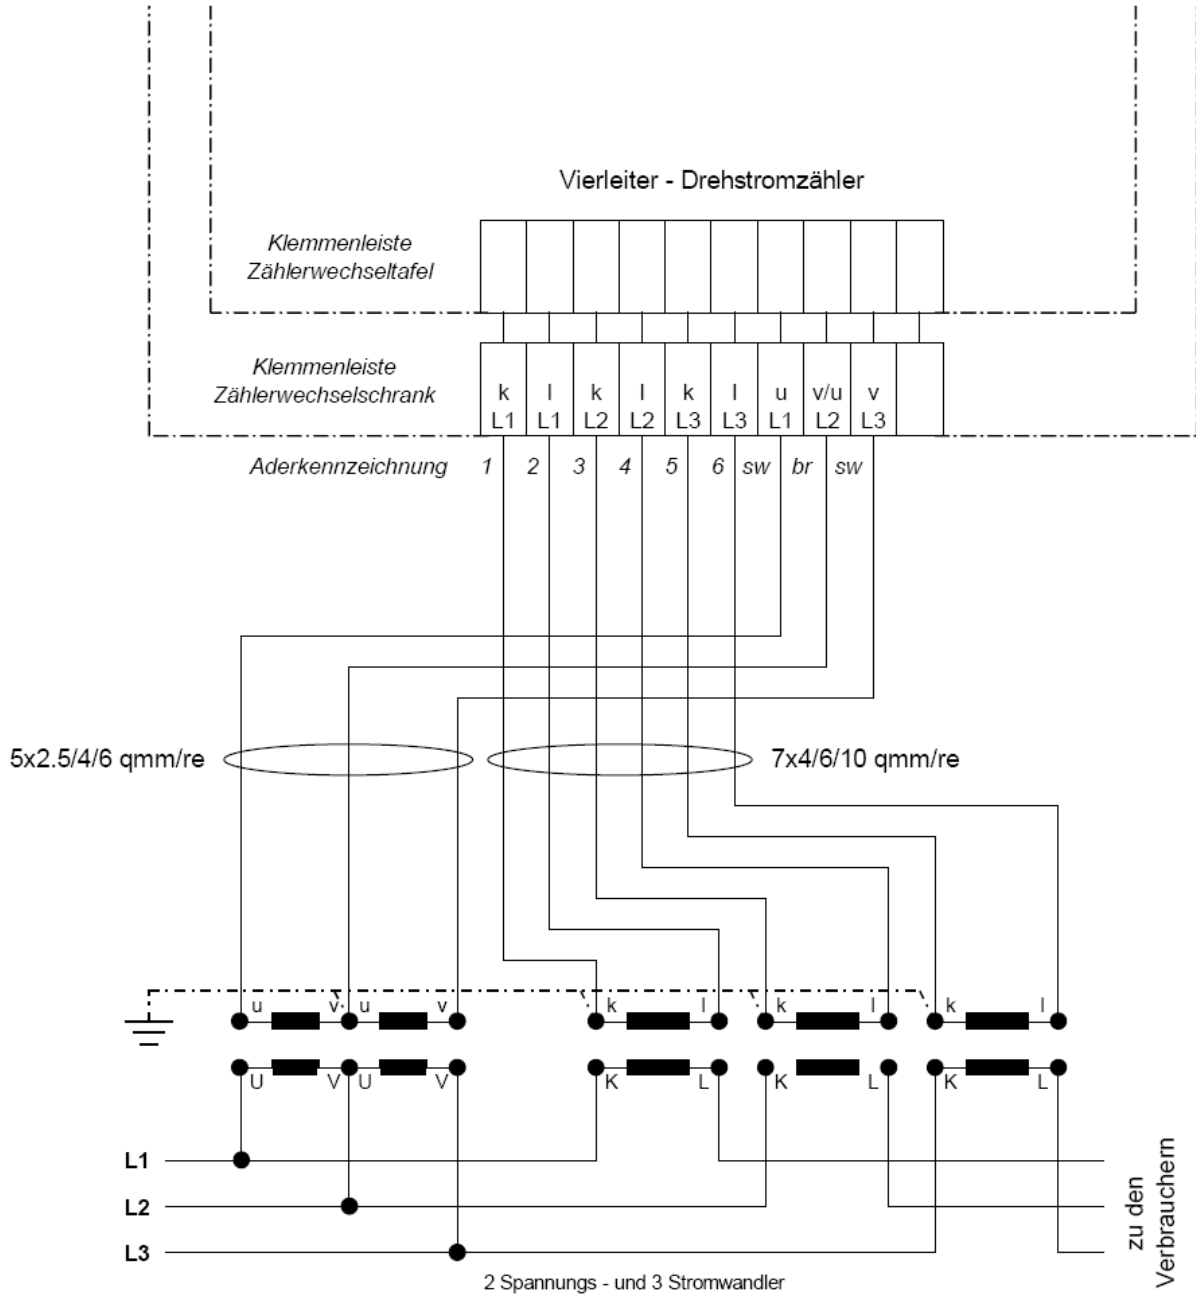 Vierleiter - Drehstromzähler
Klemmenleiste
Zählerwechseltafel
Klemmenleiste
Zählerwechselschrank
k l k l k l u v/u v
L1 L1 L2 L2 L3 L3 L1 L2 L3
Aderkennzeichnung 1 2 3 4 5 6 sw br sw
5x2.5/4/6 qmm/re 7x4/6/10 qmm/re
u v u v k l k l k l
U V U V K L K L K L
L1
L2
L3
zu den
Verbrauchern
2 Spannungs - und 3 Stromwandler